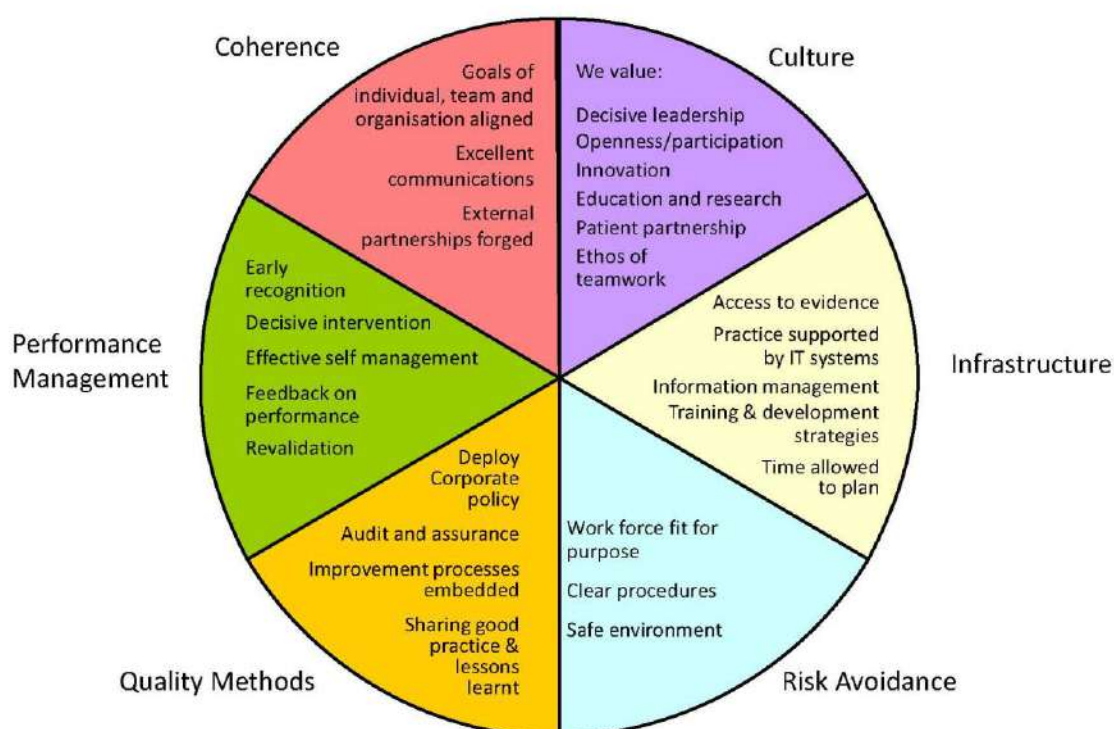 Coherence
Goals of
individual, team and
organisation aligned
Excellent
communications
External
partnerships forged
Culture
We value:
Decisive leadership
Openness/participation
Innovation
Education and research
Patient partnership
Ethos of
teamwork
Infrastructure
Access to evidence
Practice supported
by IT systems
Information management
Training & development
strategies
Time allowed
to plan
Risk Avoidance
Work force fit for
purpose
Clear procedures
Safe environment
Quality Methods
Deploy
Corporate
policy
Audit and assurance
Improvement processes
embedded
Sharing good
practice &
lessons
learnt
Performance
Management
Early
recognition
Decisive intervention
Effective self management
Feedback on
performance
Revalidation